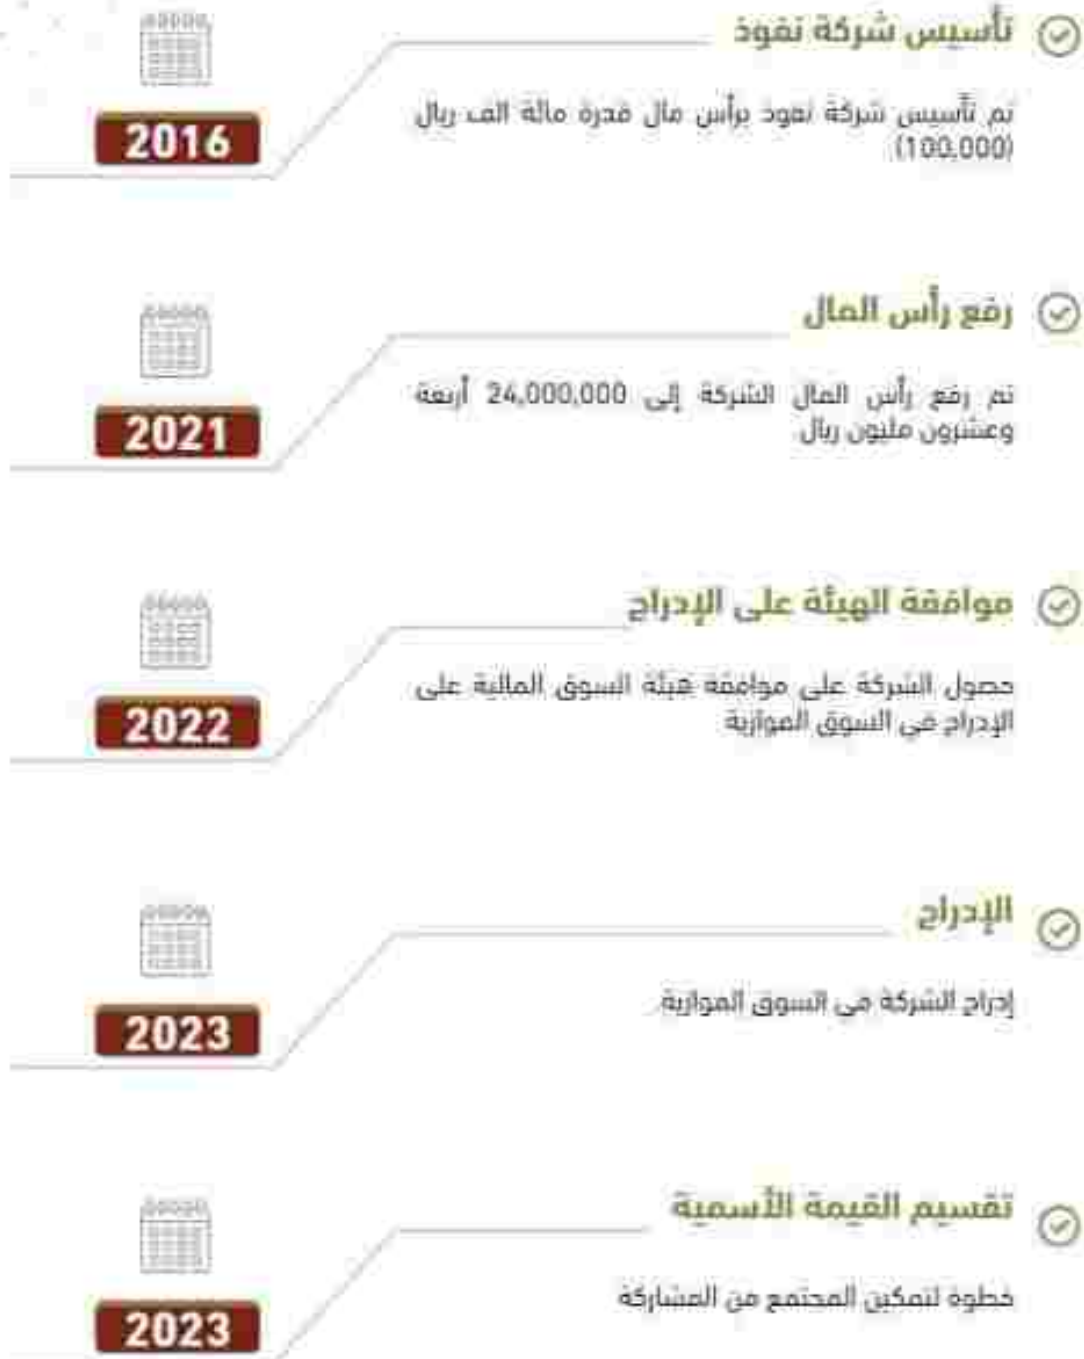 تأسيس شركة نفوذ
2016
تم تأسيس شركة نفوذ برأس مال قدرة مائة الف ريال
(100,000)
رفع رأس المال
2021
تم رفع رأس المال الشركة إلى 24,000,000 أربعة
وعشرون مليون ريال
موافقة الهيئة على الإدراج
2022
حصول الشركة على موافقة هيئة السوق المالية على
الإدراج في السوق الموازية
الإدراج
2023
إدراج الشركة في السوق الموازية
تقسيم القيمة الأسمية
2023
خطوة لتمكين المجتمع من المشاركة